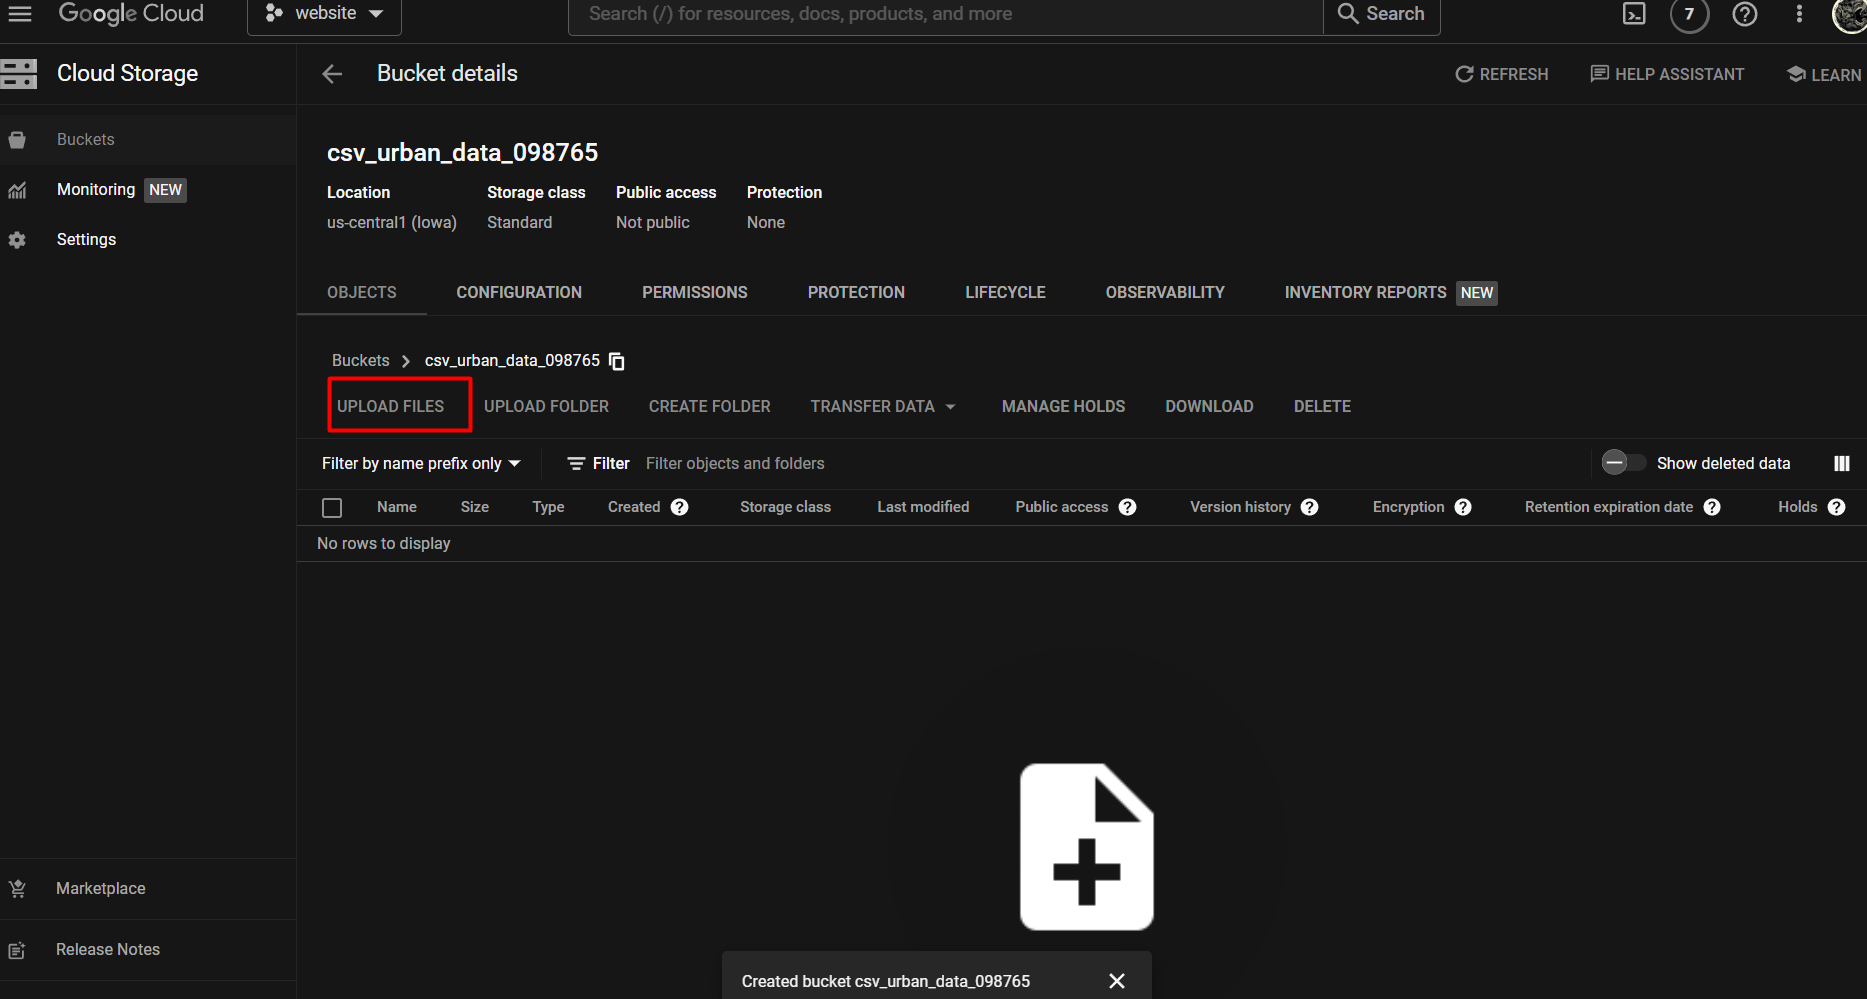 Google Cloud
website
Search (/) for resources, docs, products, and more
Search
7
Cloud Storage
Bucket details
REFRESH
HELP ASSISTANT
LEARN
Buckets
Monitoring NEW
Settings
csv_urban_data_098765
Location Storage class Public access Protection
us-central1 (Iowa) Standard Not public None
OBJECTS CONFIGURATION PERMISSIONS PROTECTION LIFECYCLE OBSERVABILITY INVENTORY REPORTS NEW
Buckets > csv_urban_data_098765
UPLOAD FILES UPLOAD FOLDER CREATE FOLDER TRANSFER DATA MANAGE HOLDS DOWNLOAD DELETE
Filter by name prefix only Filter Filter objects and folders Show deleted data
Name Size Type Created ? Storage class Last modified Public access ? Version history ? Encryption ? Retention expiration date ? Holds ?
No rows to display
Marketplace
Release Notes
Created bucket csv_urban_data_098765